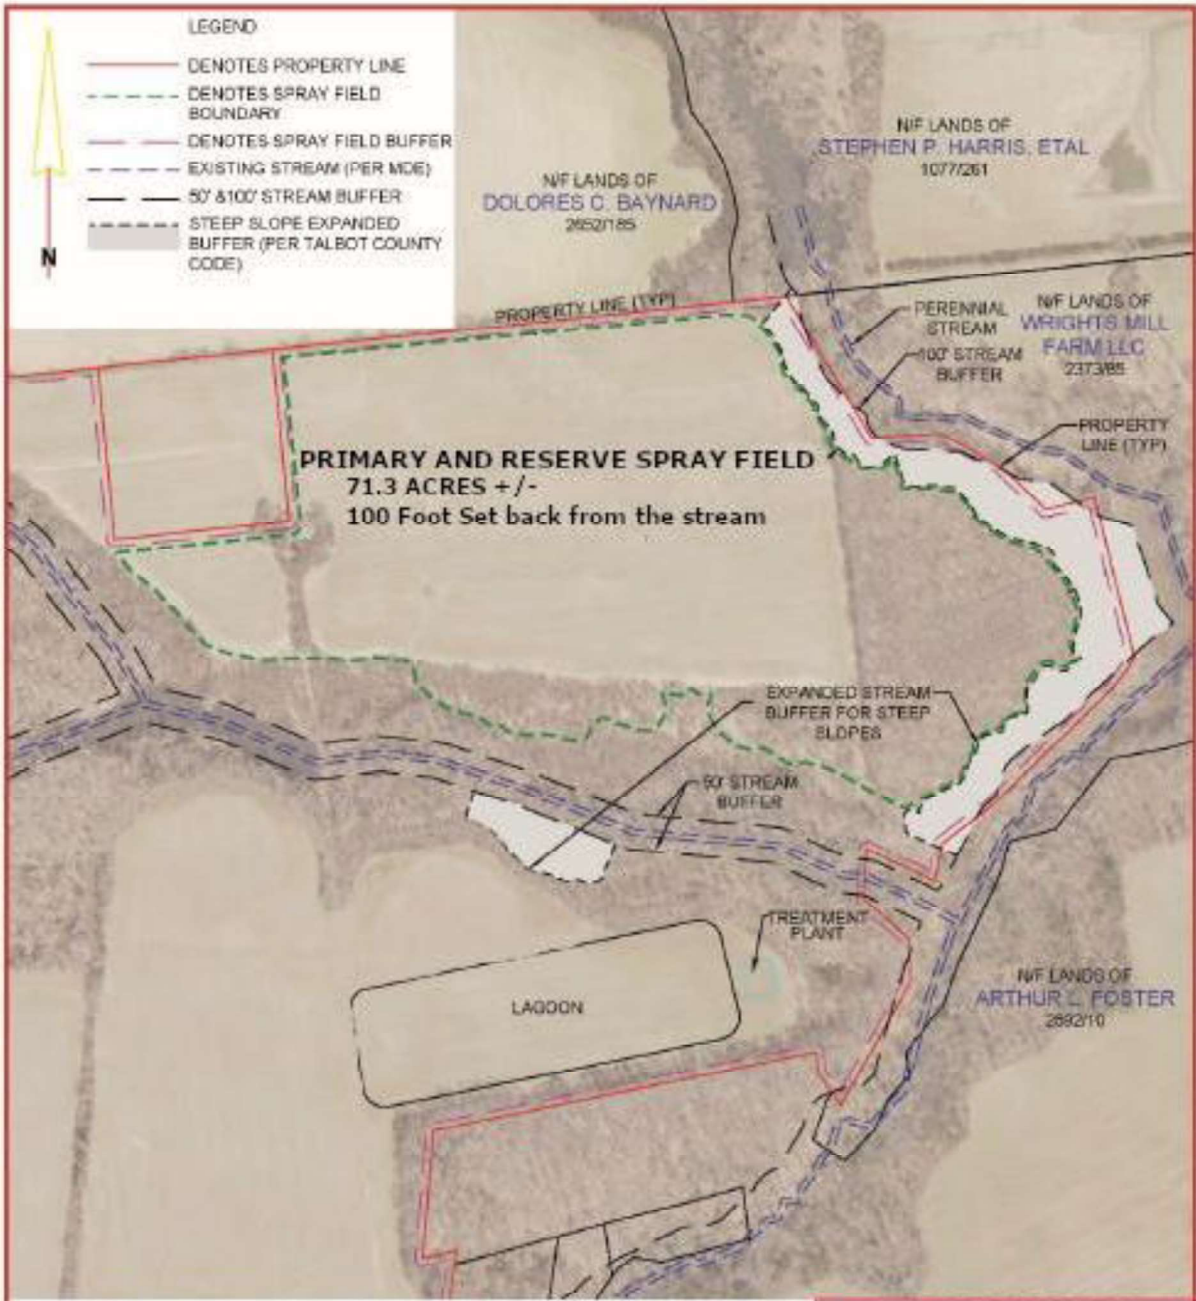 LEGEND
DENOTES PROPERTY LINE
DENOTES SPRAY FIELD
BOUNDARY
DENOTES SPRAY FIELD BUFFER
EXISTING STREAM (PER MDE)
50' &100' STREAM BUFFER
STEEP SLOPE EXPANDED
BUFFER (PER TALBOT COUNTY
CODE)
N
N/F LANDS OF
STEPHEN P. HARRIS, ETAL
1077/261
N/F LANDS OF
DOLORES C. BAYNARD
2652/185
PROPERTY LINE (TYP)
PERENNIAL
STREAM
N/F LANDS OF
WRIGHTS MILL
FARM LLC
2373/85
100' STREAM
BUFFER
PROPERTY
LINE (TYP)
PRIMARY AND RESERVE SPRAY FIELD
71.3 ACRES +/-
100 Foot Set back from the stream
EXPANDED STREAM
BUFFER FOR STEEP
SLOPES
50' STREAM
BUFFER
TREATMENT
PLANT
LAGOON
N/F LANDS OF
ARTHUR L. FOSTER
2692/10